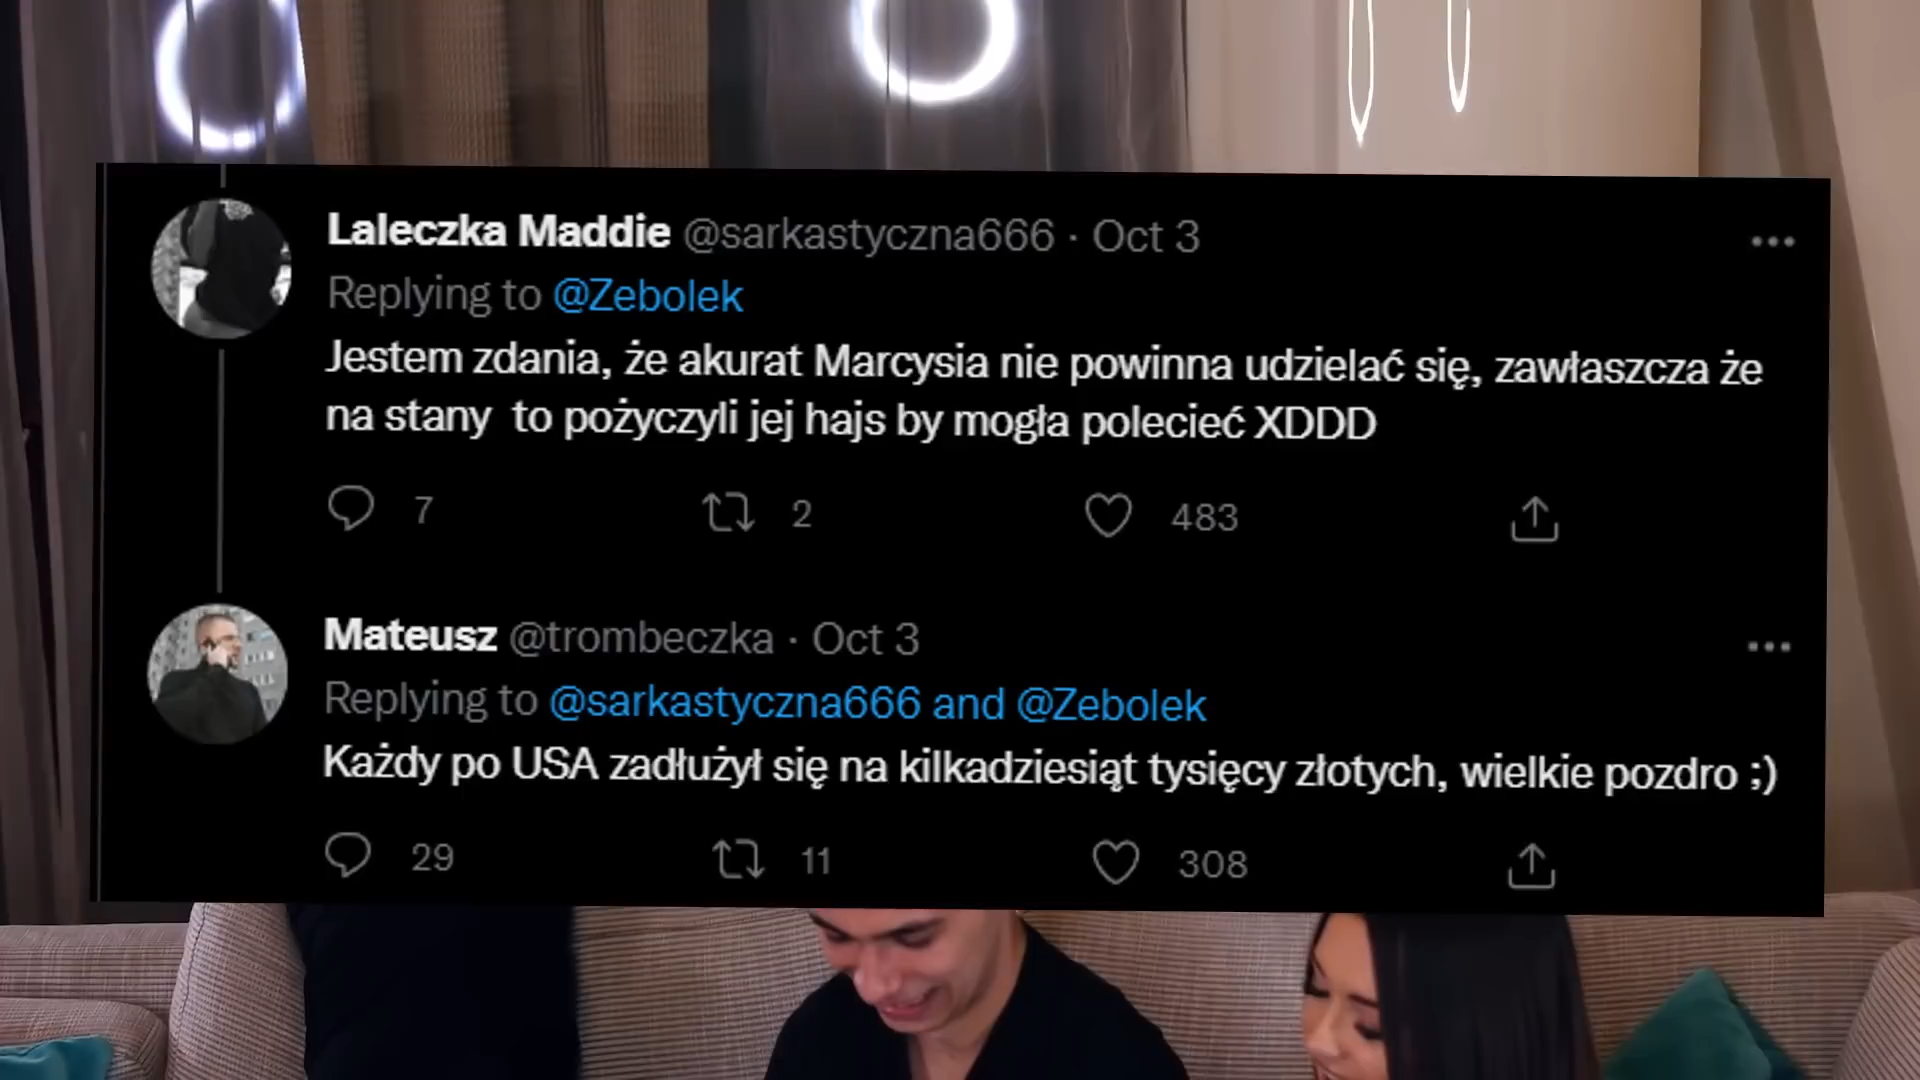 Laleczka Maddie @sarkastyczna666 · Oct 3
Replying to @Zebolek
Jestem zdania, że akurat Marcysia nie powinna udzielać się, zawłaszcza że
na stany to pożyczyli jej hajs by mogła polecieć XDDD
7 2 483
Mateusz @trombeczka · Oct 3
Replying to @sarkastyczna666 and @Zebolek
Każdy po USA zadłużył się na kilkadziesiąt tysięcy złotych, wielkie pozdro ;)
29 11 308